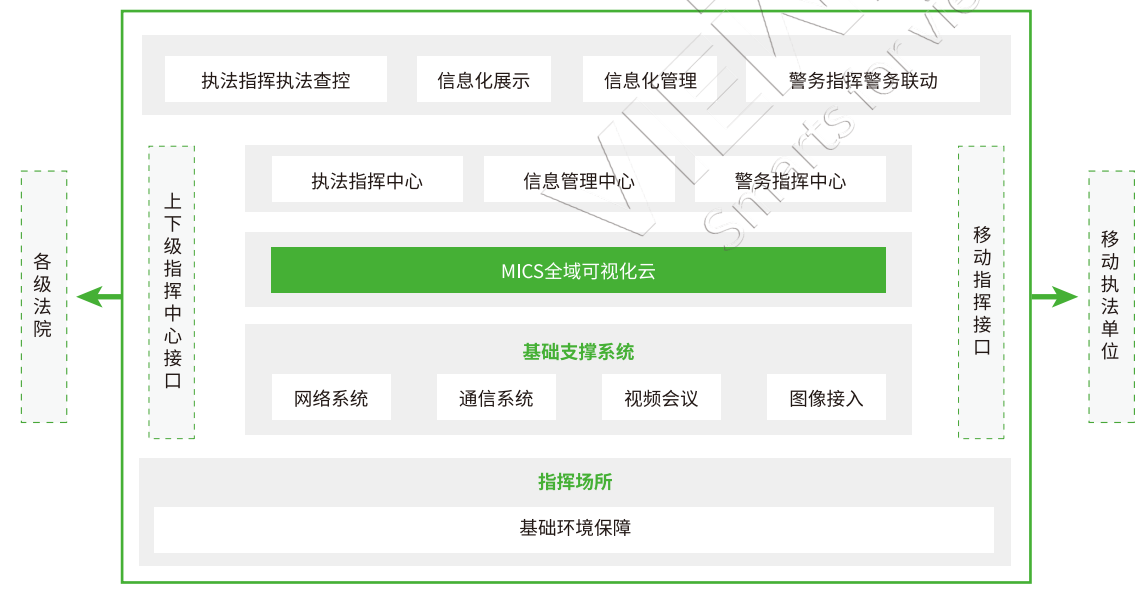 执法指挥执法查控
信息化展示
信息化管理
警务指挥警务联动
执法指挥中心
信息管理中心
警务指挥中心
各级法院
上下级指挥中心接口
MICS全域可视化云
移动指挥接口
移动执法单位
基础支撑系统
网络系统
通信系统
视频会议
图像接入
指挥场所
基础环境保障
Smarts for vie